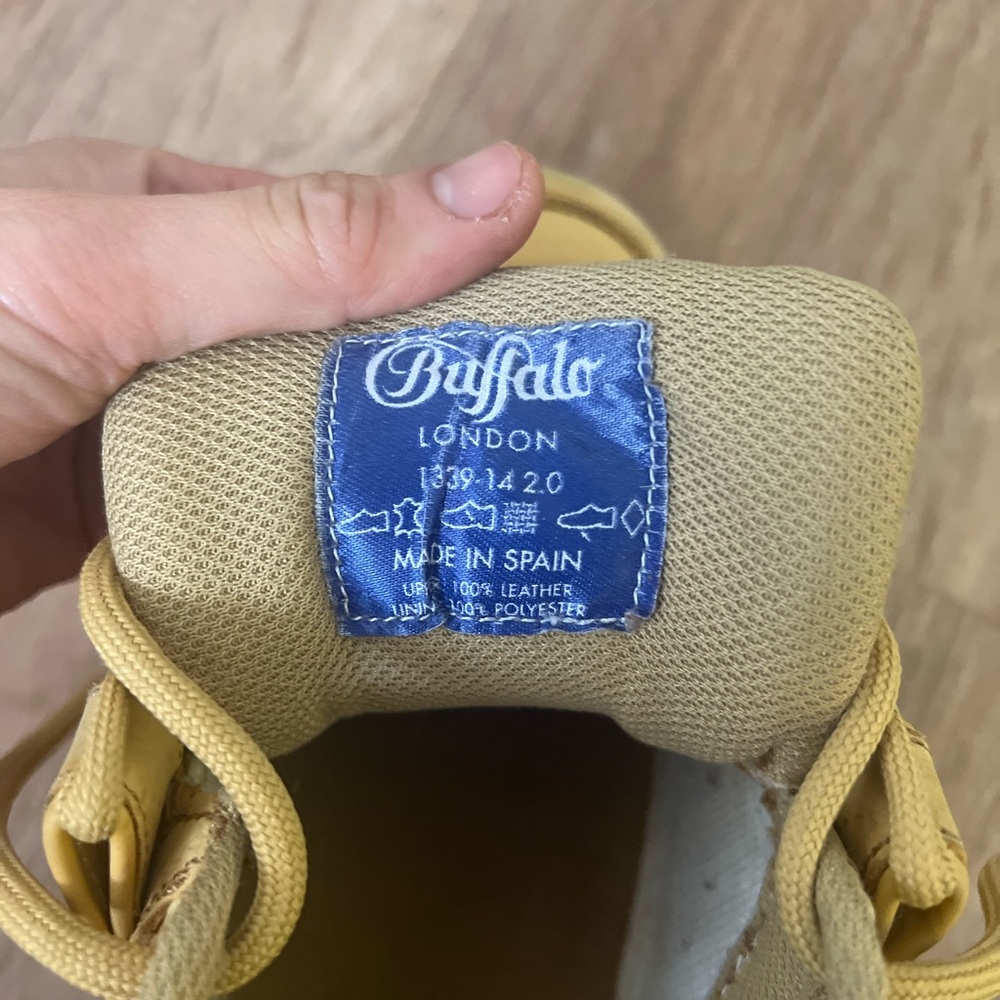 Buffalo
LONDON
1339-14 2.0
MADE IN SPAIN
100% LEATHER
100% POLYESTER